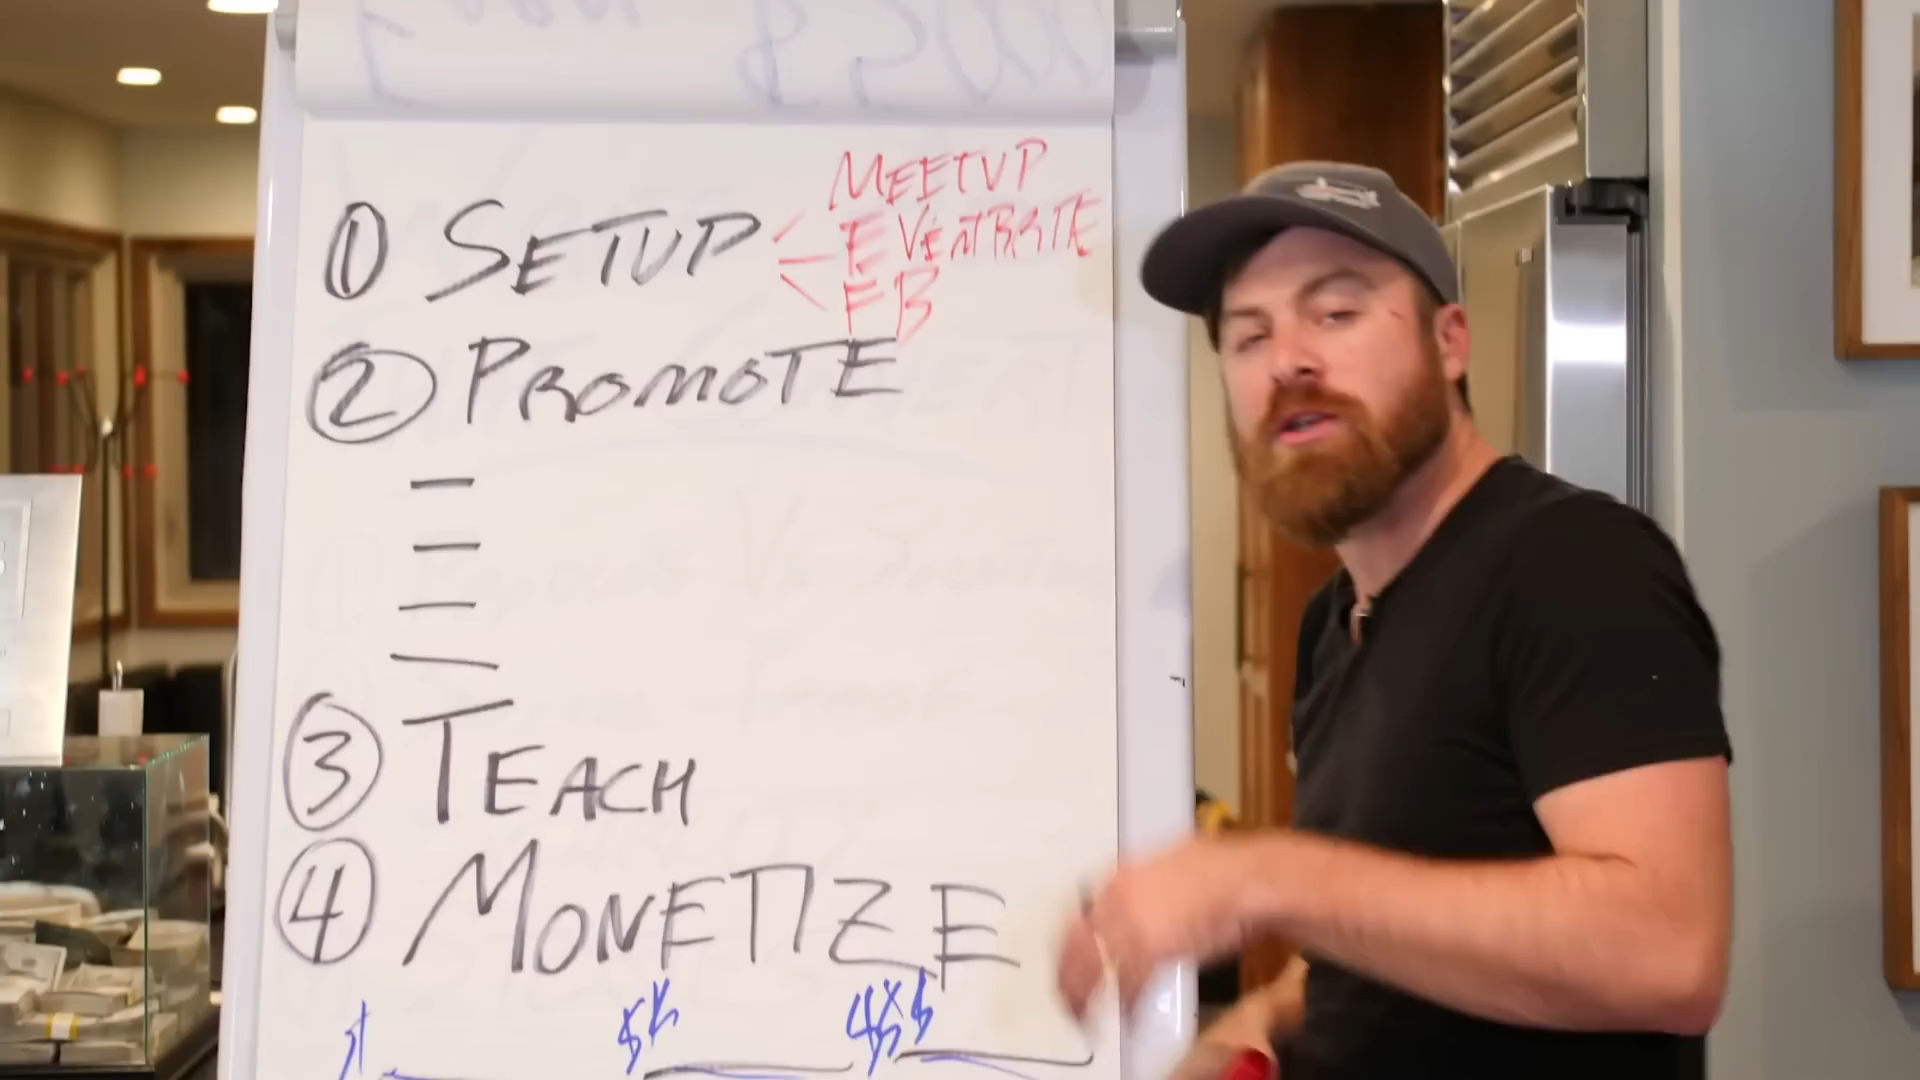 ① SETUP
MEETUP
EVENTBRITE
FB
② PROMOTE
—
—
—
—
③ TEACH
④ MONETIZE
$ $$ $$$